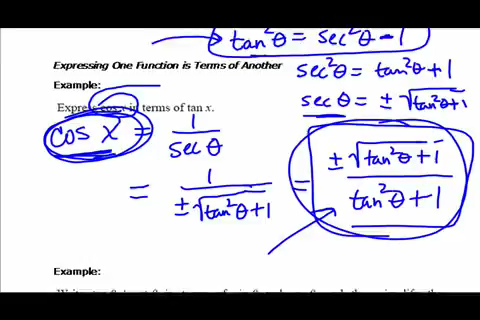 tan²θ = sec²θ - 1
Expressing One Function is Terms of Another
sec²θ = tan²θ + 1
Example:
sec θ = ± √tan²θ + 1
Express cos x in terms of tan x.
cos x = 1 / sec θ
= 1 / ± √tan²θ + 1 = ± √tan²θ + 1 / tan²θ + 1
Example: